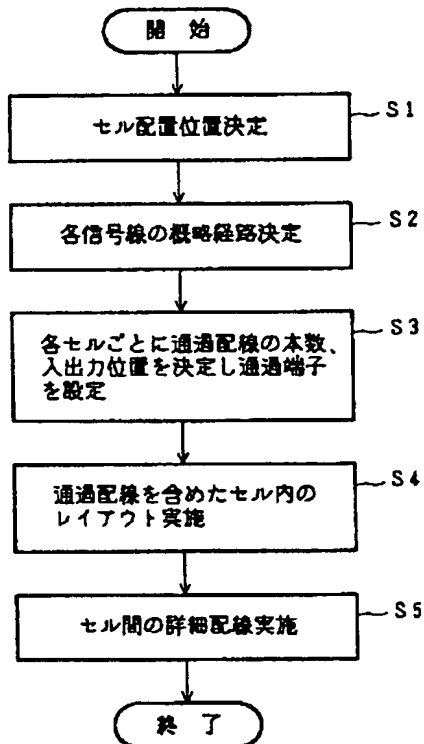 開 始
セル配置位置決定
S1
各信号線の概略経路決定
S2
各セルごとに通過配線の本数、
入出力位置を決定し通過端子
を設定
S3
通過配線を含めたセル内の
レイアウト実施
S4
セル間の詳細配線実施
S5
終 了